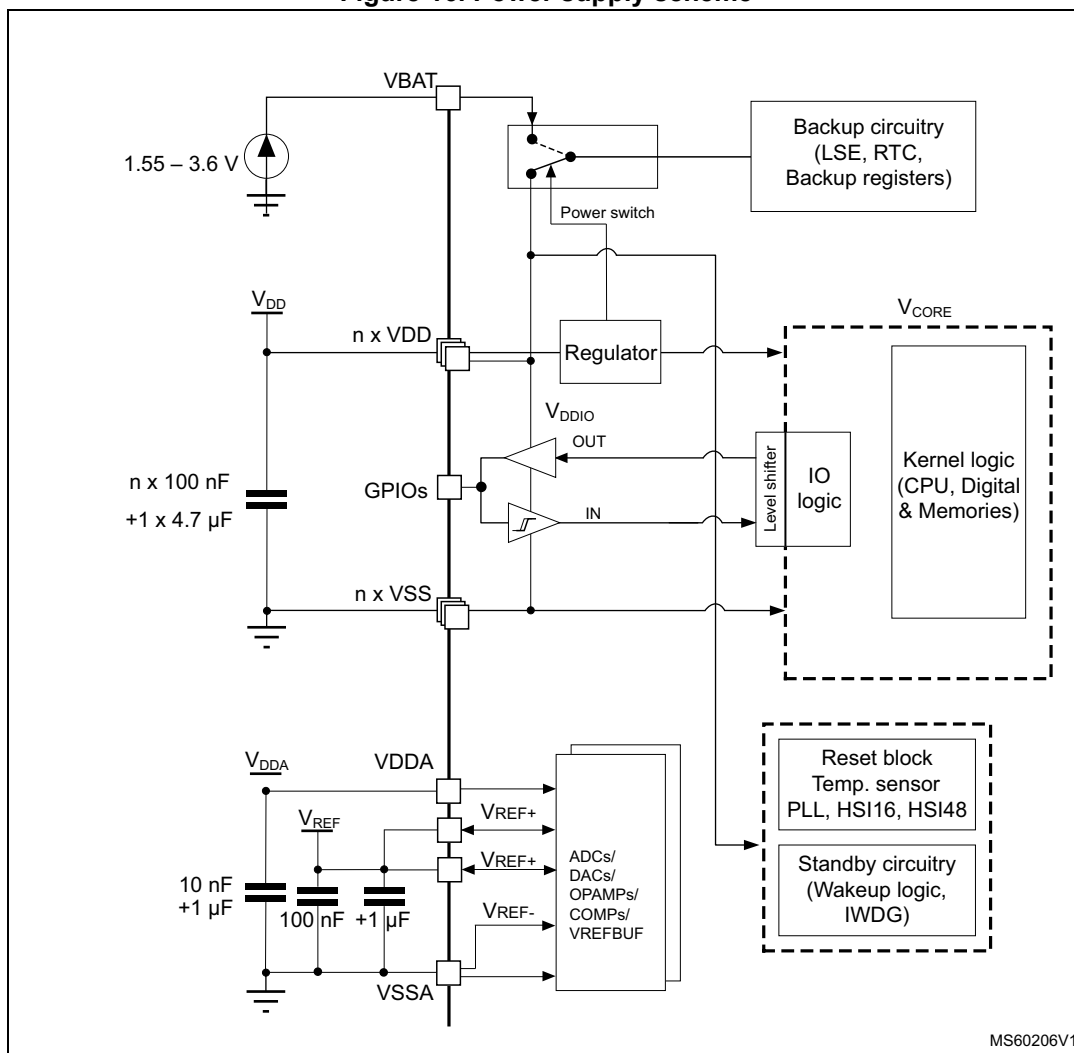 VBAT
1.55 – 3.6 V
Backup circuitry
(LSE, RTC,
Backup registers)
Power switch
VDD
n x VDD
Regulator
VCORE
VDDIO
OUT
GPIOs
IN
Level shifter
IO
logic
Kernel logic
(CPU, Digital
& Memories)
n x 100 nF
+1 x 4.7 µF
n x VSS
Reset block
Temp. sensor
PLL, HSI16, HSI48
Standby circuitry
(Wakeup logic,
IWDG)
VDDA
VDDA
VREF
VREF+
VREF+
VREF-
ADCs/
DACs/
OPAMPs/
COMPs/
VREFBUF
10 nF
+1 µF
100 nF
+1 µF
VSSA
MS60206V1